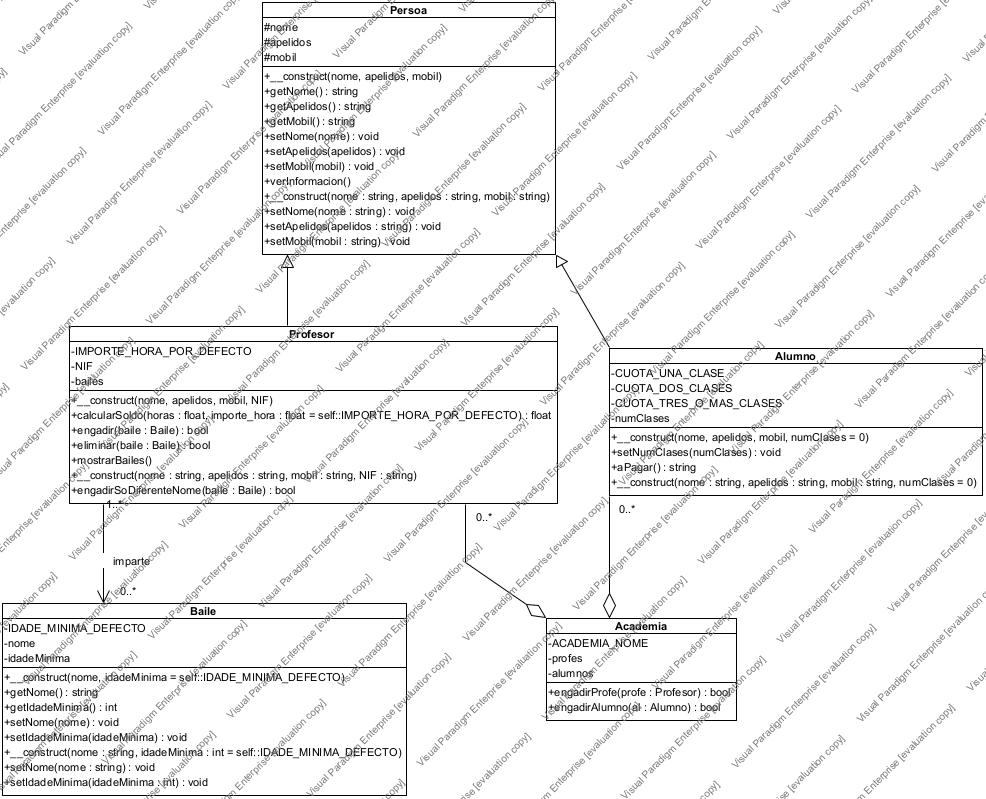 Persoa
#nome
#apelidos
#mobil
+__construct(nome, apelidos, mobil)
+getNome() : string
+getApelidos() : string
+getMobil() : string
+setNome(nome) : void
+setApelidos(apelidos) : void
+setMobil(mobil) : void
+verInformacion()
+__construct(nome : string, apelidos : string, mobil : string)
+setNome(nome : string) : void
+setApelidos(apelidos : string) : void
+setMobil(mobil : string) : void
Profesor
-IMPORTE_HORA_POR_DEFECTO
-NIF
-bailes
+__construct(nome, apelidos, mobil, NIF)
+calcularSoldo(horas : float, importe_hora : float = self::IMPORTE_HORA_POR_DEFECTO) : float
+engadir(baile : Baile) : bool
+eliminar(baile : Baile) : bool
+mostrarBailes()
+__construct(nome : string, apelidos : string, mobil : string, NIF : string)
+engadirSoDiferenteNome(baile : Baile) : bool
Alumno
-CUOTA_UNA_CLASE
-CUOTA_DOS_CLASES
-CUOTA_TRES_O_MAS_CLASES
-numClases
+__construct(nome, apelidos, mobil, numClases = 0)
+setNumClases(numClases) : void
+aPagar() : string
+__construct(nome : string, apelidos : string, mobil : string, numClases = 0)
1..*
imparte
0..*
0..*
0..*
Baile
-IDADE_MINIMA_DEFECTO
-nome
-idadeMinima
+__construct(nome, idadeMinima = self::IDADE_MINIMA_DEFECTO)
+getNome() : string
+getIdadeMinima() : int
+setNome(nome) : void
+setIdadeMinima(idadeMinima) : void
+__construct(nome : string, idadeMinima : int = self::IDADE_MINIMA_DEFECTO)
+setNome(nome : string) : void
+setIdadeMinima(idadeMinima : int) : void
Academia
-ACADEMIA_NOME
-profes
-alumnos
+engadirProfe(profe : Profesor) : bool
+engadirAlumno(al : Alumno) : bool
Visual Paradigm Enterprise [evaluation copy]